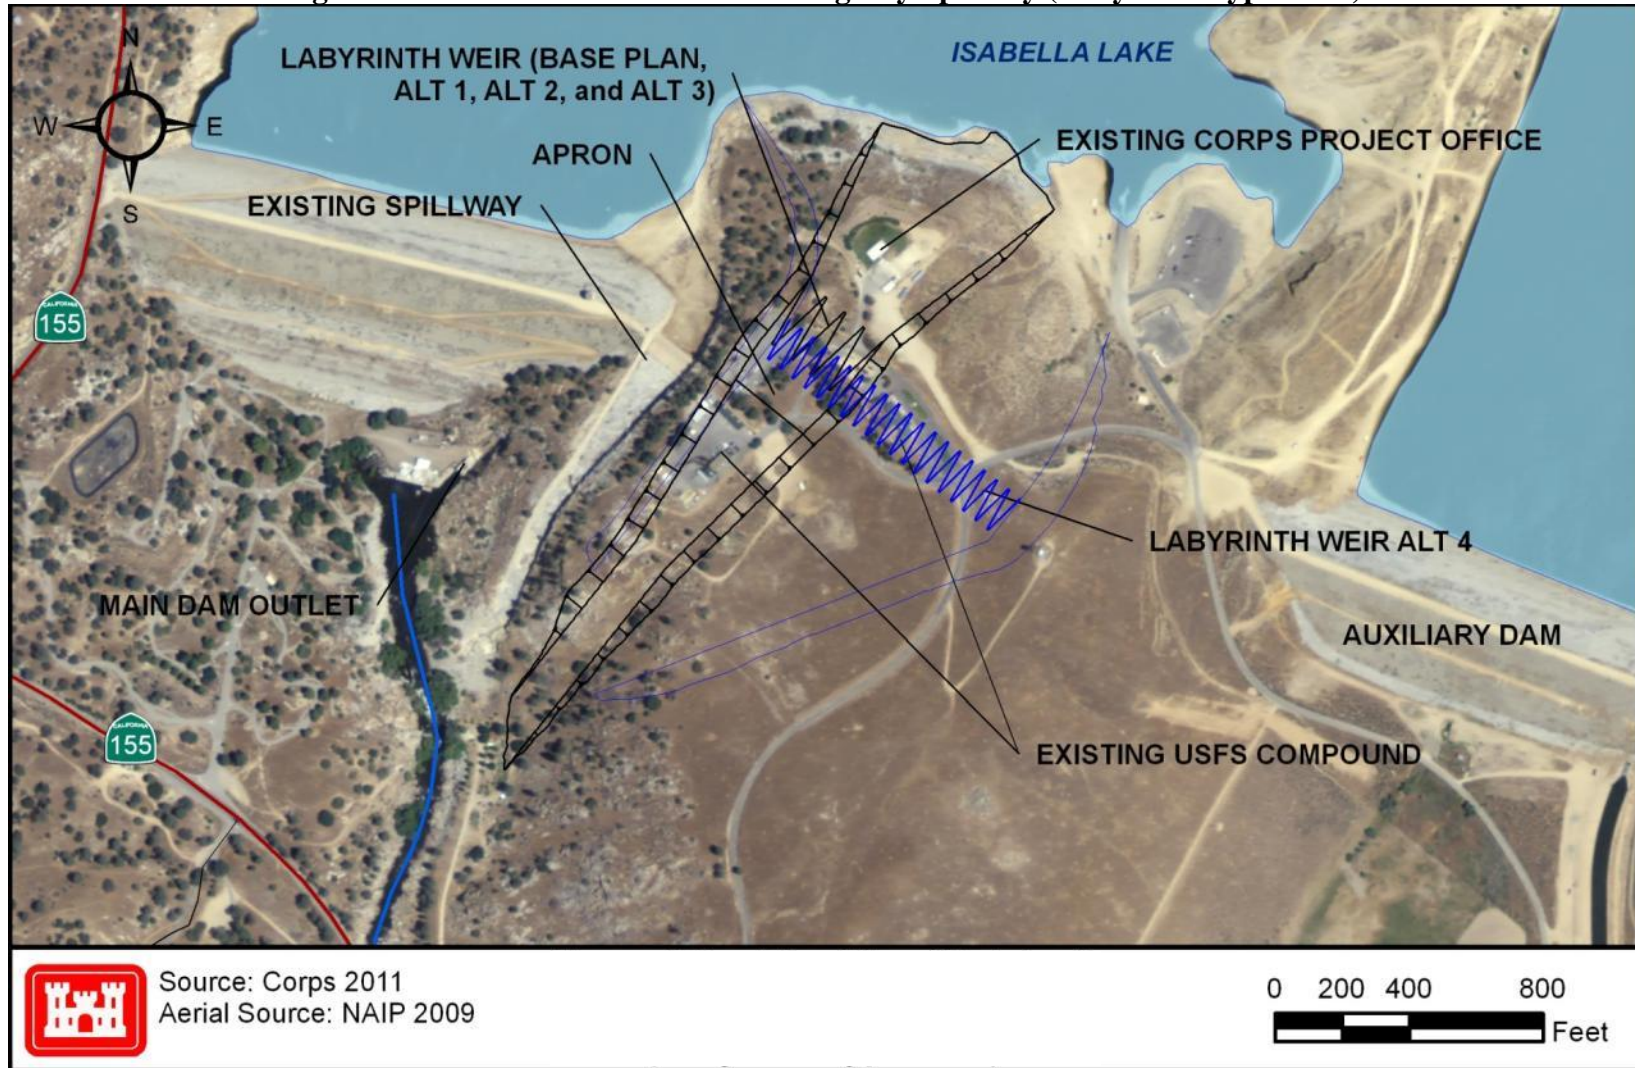 N
W
E
S
LABYRINTH WEIR (BASE PLAN,
ALT 1, ALT 2, and ALT 3)
ISABELLA LAKE
EXISTING CORPS PROJECT OFFICE
APRON
EXISTING SPILLWAY
CALIFORNIA
155
LABYRINTH WEIR ALT 4
MAIN DAM OUTLET
AUXILIARY DAM
CALIFORNIA
155
EXISTING USFS COMPOUND
Source: Corps 2011
Aerial Source: NAIP 2009
0 200 400 800
Feet